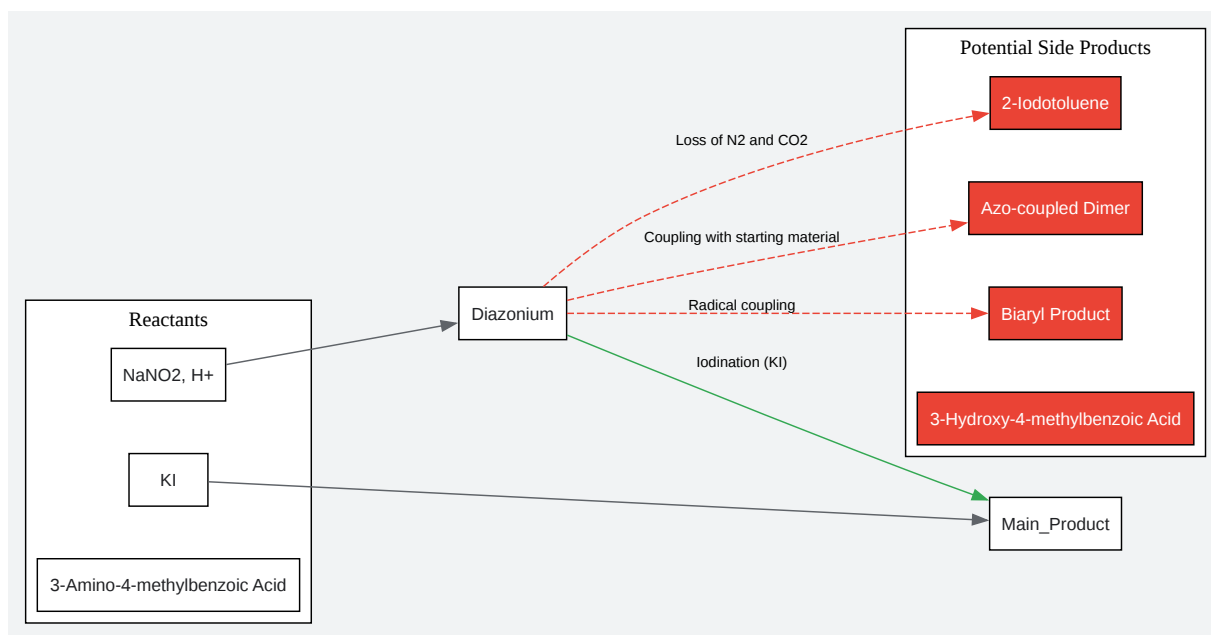 Potential Side Products
2-Iodotoluene
Loss of N2 and CO2
Azo-coupled Dimer
Coupling with starting material
Radical coupling
Biaryl Product
Diazonium
Reactants
NaNO2, H+
Iodination (KI)
3-Hydroxy-4-methylbenzoic Acid
KI
Main_Product
3-Amino-4-methylbenzoic Acid